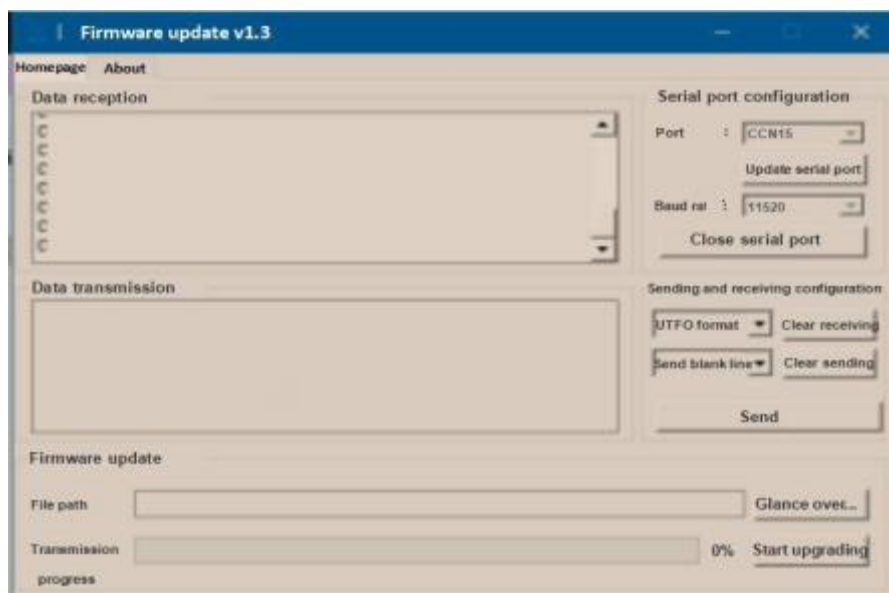 Firmware update v1.3
Homepage About
Data reception
C
C
C
C
C
C
C
Serial port configuration
Port : CCN15
Update serial port
Baud rat : 11520
Close serial port
Data transmission
Sending and receiving configuration
UTFO format Clear receiving
Send blank line Clear sending
Send
Firmware update
File path Glance over...
Transmission progress 0% Start upgrading